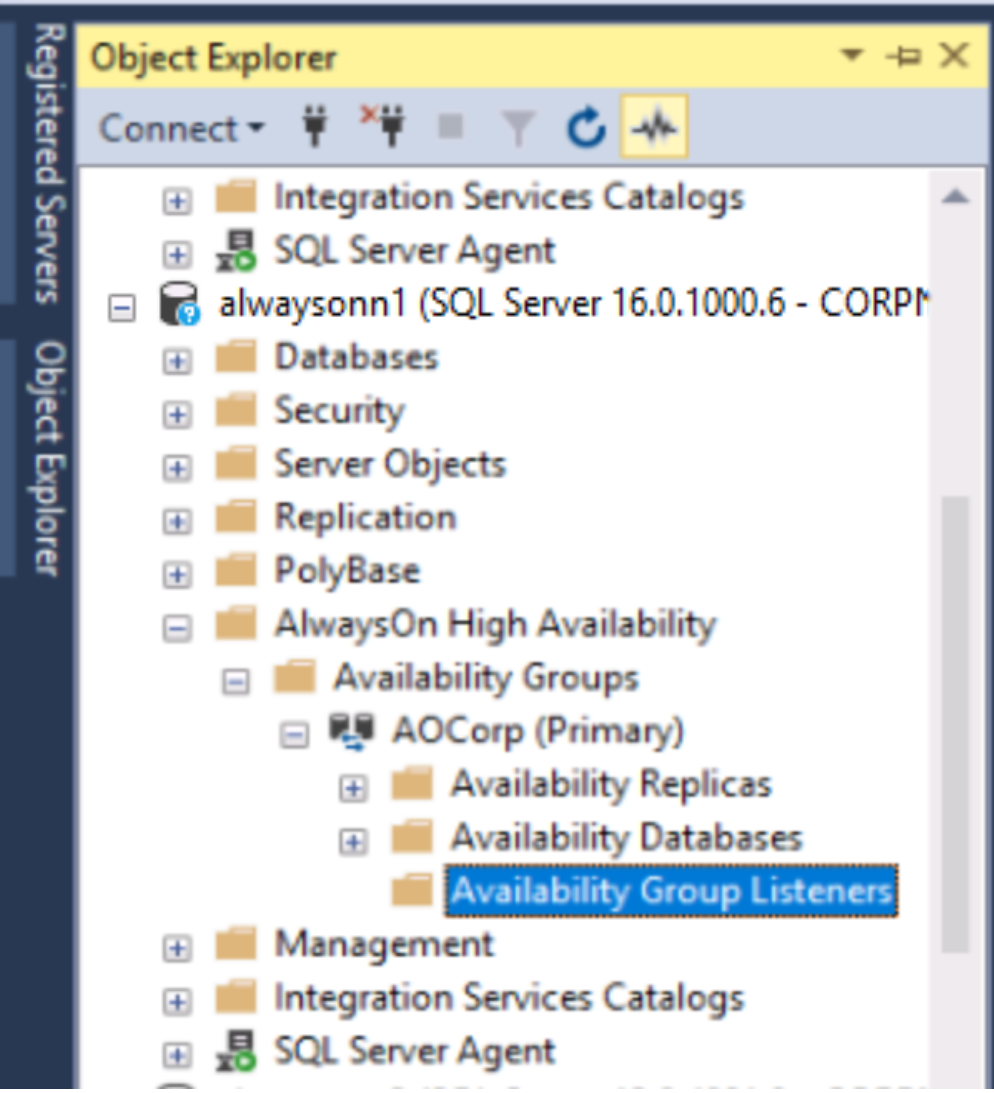 Registered Servers
Object Explorer
Object Explorer
Connect
Integration Services Catalogs
SQL Server Agent
alwaysonn1 (SQL Server 16.0.1000.6 - CORP
Databases
Security
Server Objects
Replication
PolyBase
AlwaysOn High Availability
Availability Groups
AOCorp (Primary)
Availability Replicas
Availability Databases
Availability Group Listeners
Management
Integration Services Catalogs
SQL Server Agent